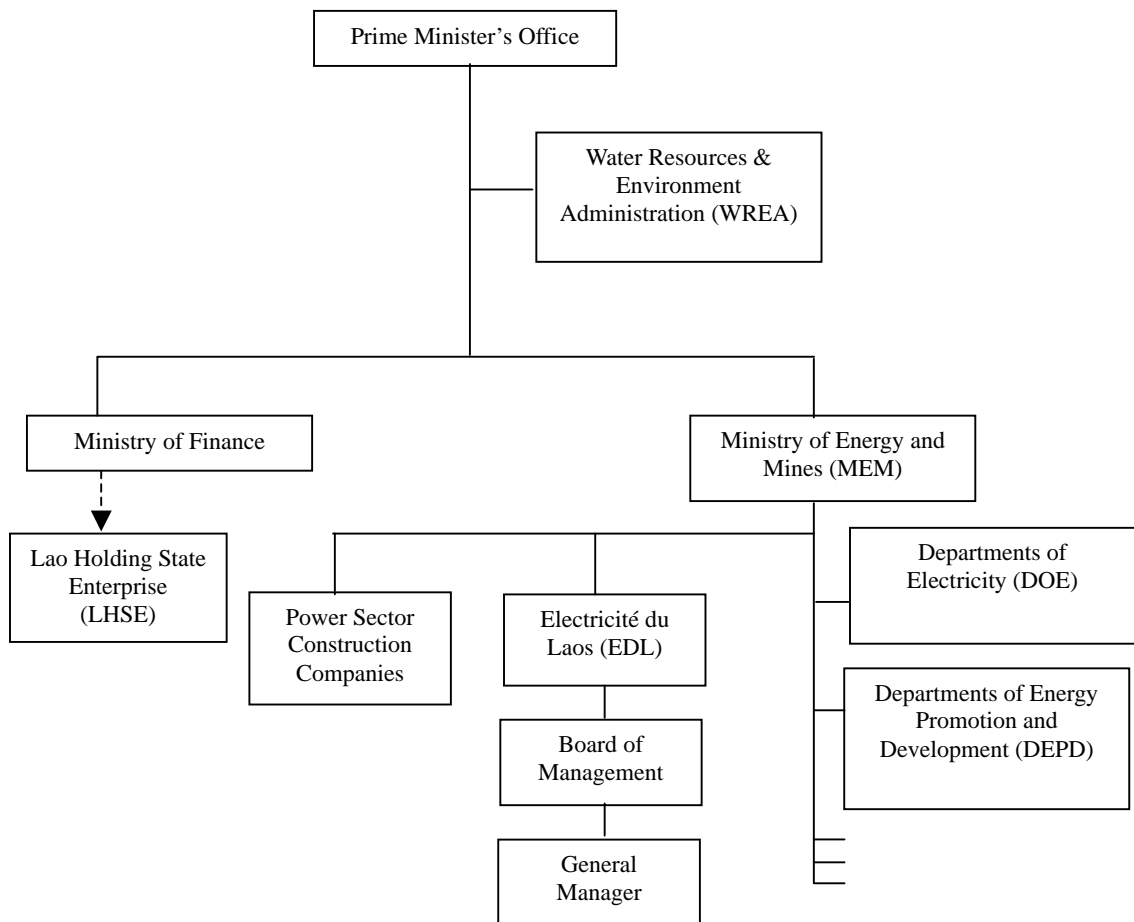 Prime Minister’s Office
Water Resources &
Environment
Administration (WREA)
Ministry of Finance
Ministry of Energy and
Mines (MEM)
Lao Holding State
Enterprise
(LHSE)
Power Sector
Construction
Companies
Electricité du
Laos (EDL)
Departments of
Electricity (DOE)
Departments of Energy
Promotion and
Development (DEPD)
Board of
Management
General
Manager